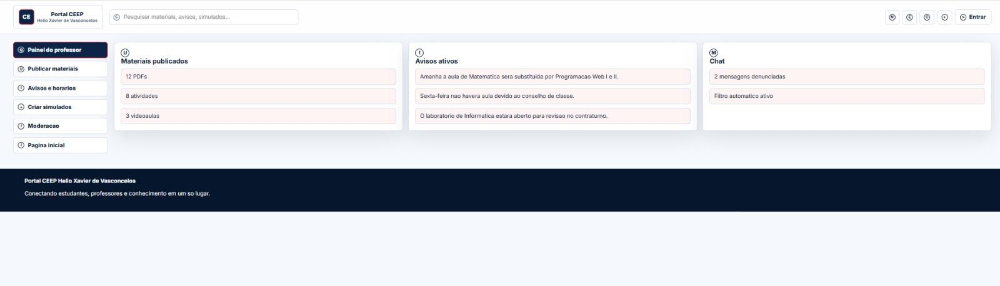 CE
Portal CEEP
Helio Xavier de Vasconcelos
S Pesquisar materiais, avisos, simulados...
N
E
C
+
> Entrar
Q Painel do professor
U Publicar materiais
! Avisos e horarios
+ Criar simulados
! Moderacao
I Pagina inicial
U
Materiais publicados
12 PDFs
8 atividades
3 videoaulas
!
Avisos ativos
Amanha a aula de Matematica sera substituida por Programacao Web I e II.
Sexta-feira nao havera aula devido ao conselho de classe.
O laboratorio de Informatica estara aberto para revisao no contraturno.
M
Chat
2 mensagens denunciadas
Filtro automatico ativo
Portal CEEP Helio Xavier de Vasconcelos
Conectando estudantes, professores e conhecimento em um so lugar.